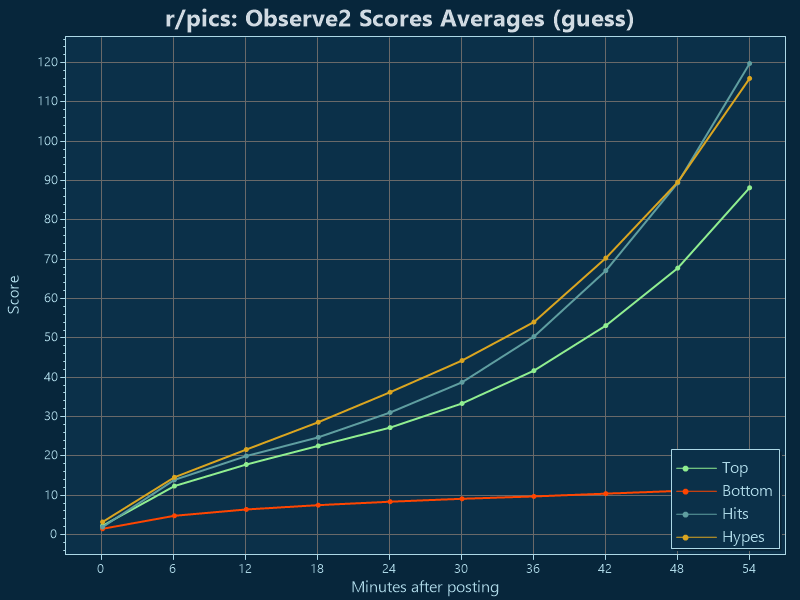 r/pics: Observe2 Scores Averages (guess)
120
110
100
90
80
70
60
50
40
30
20
10
0
Score
Top
Bottom
Hits
Hypes
0 6 12 18 24 30 36 42 48 54
Minutes after posting